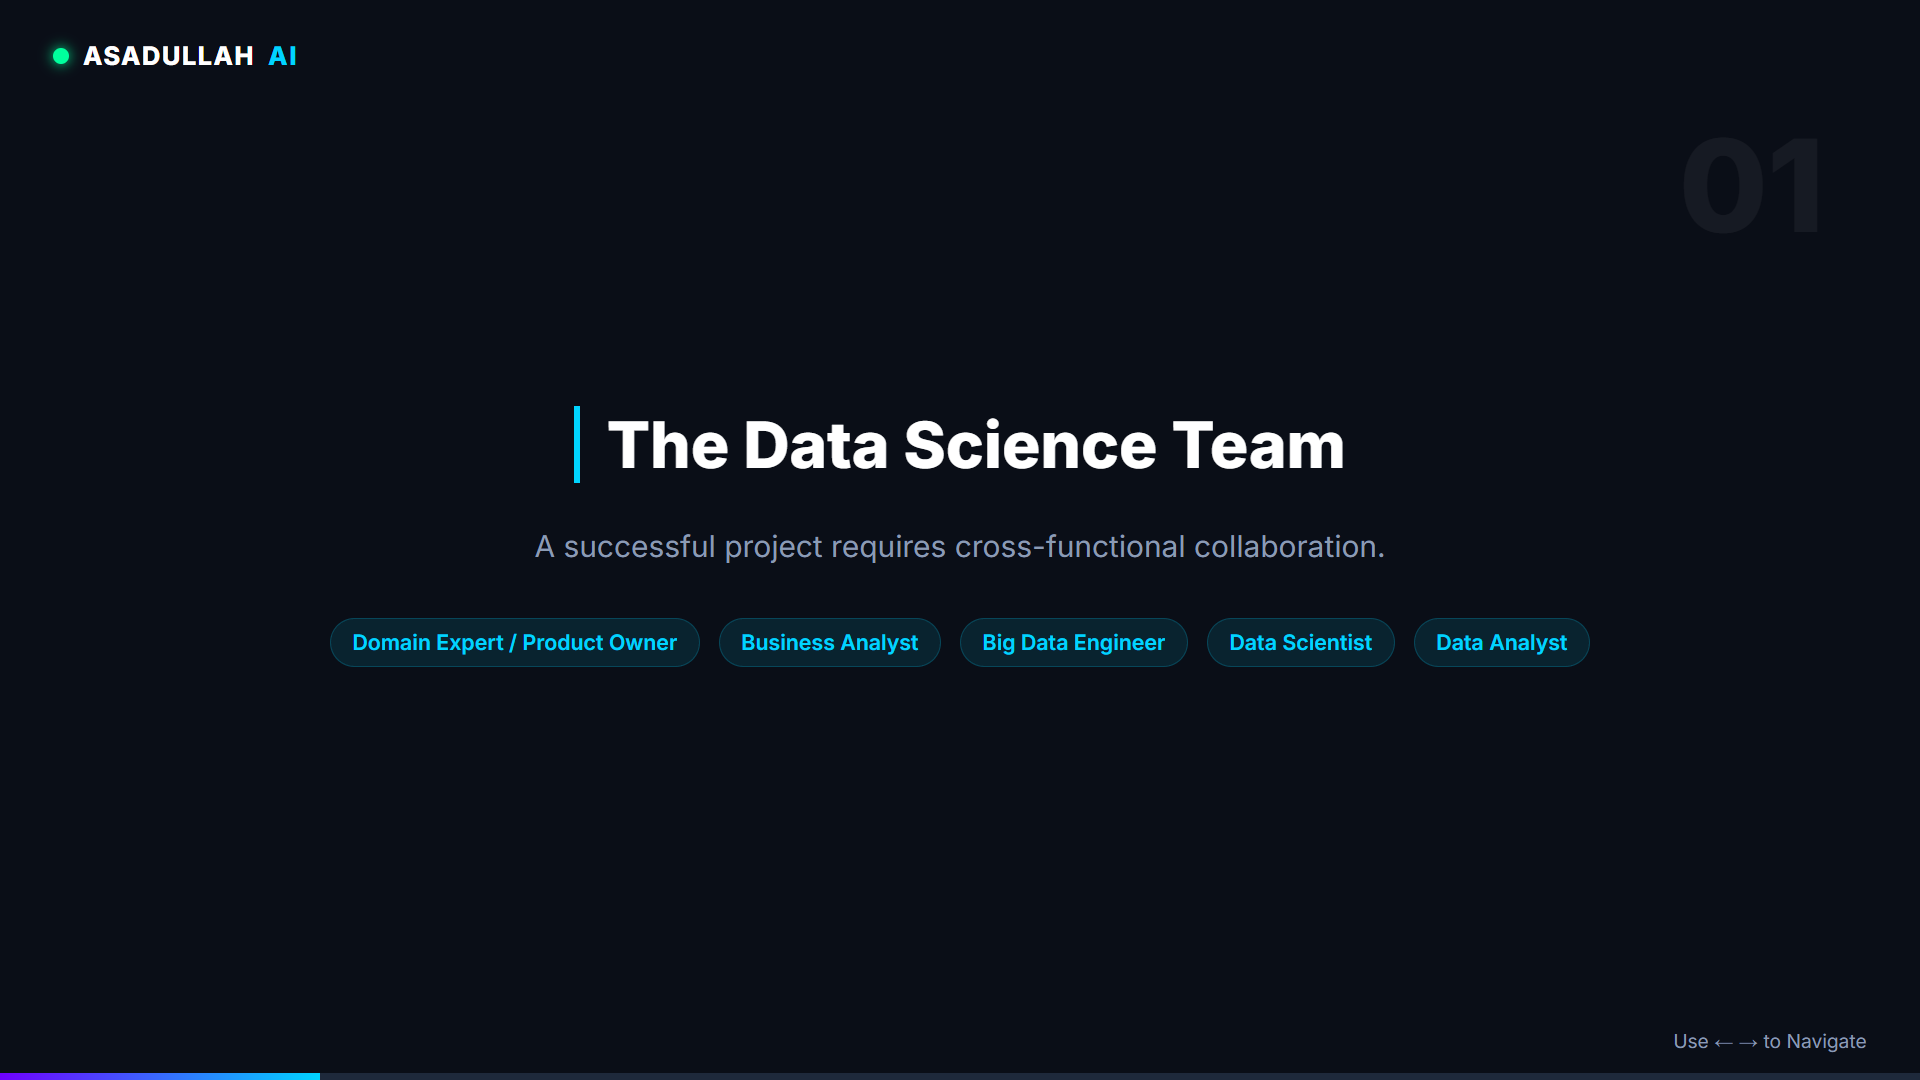 ASADULLAH AI
01
The Data Science Team
A successful project requires cross-functional collaboration.
Domain Expert / Product Owner
Business Analyst
Big Data Engineer
Data Scientist
Data Analyst
Use ← → to Navigate